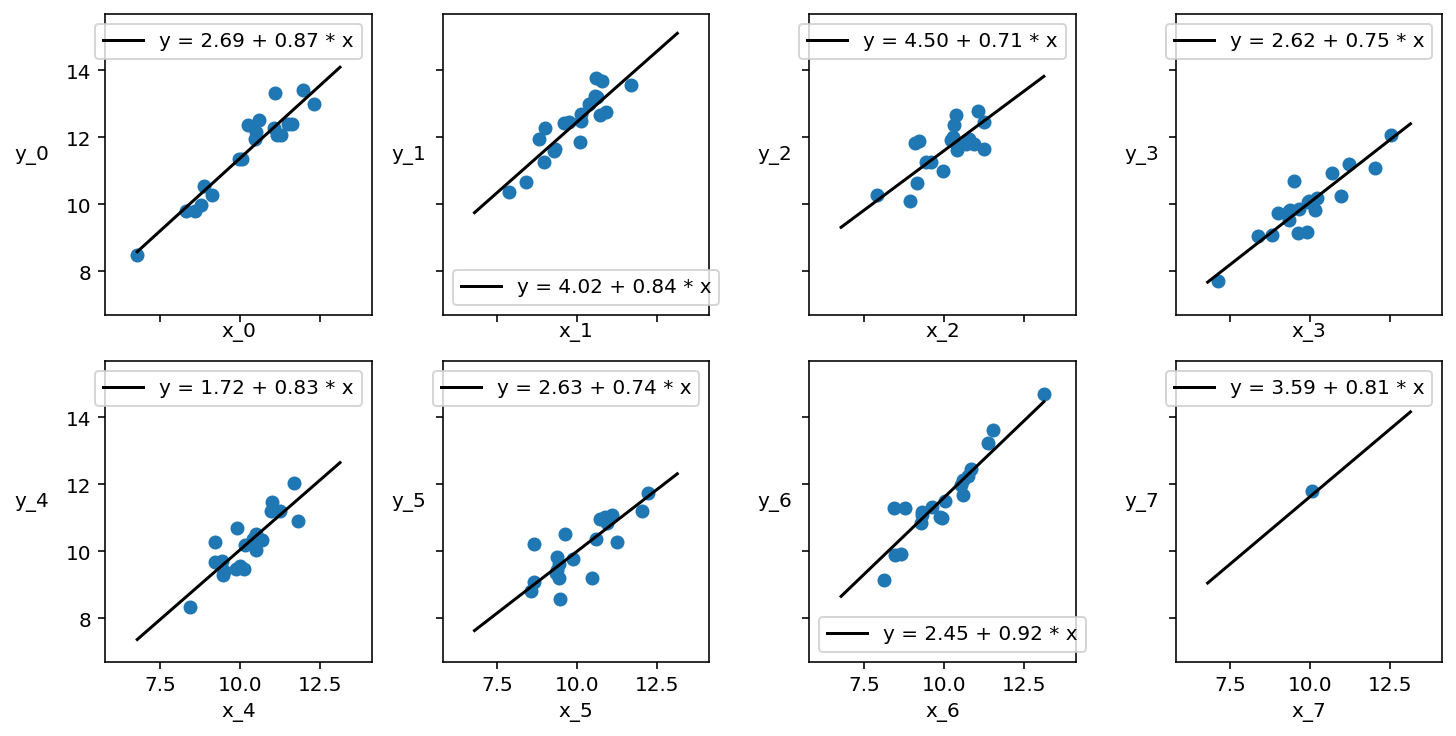 y = 2.69 + 0.87 * x
y = 4.50 + 0.71 * x
y = 2.62 + 0.75 * x
14
12
10
8
y_0
y_1
y_2
y_3
y = 4.02 + 0.84 * x
x_0
x_1
x_2
x_3
y = 1.72 + 0.83 * x
y = 2.63 + 0.74 * x
y = 3.59 + 0.81 * x
14
12
10
8
y_4
y_5
y_6
y_7
y = 2.45 + 0.92 * x
7.5 10.0 12.5
7.5 10.0 12.5
7.5 10.0 12.5
7.5 10.0 12.5
x_4
x_5
x_6
x_7